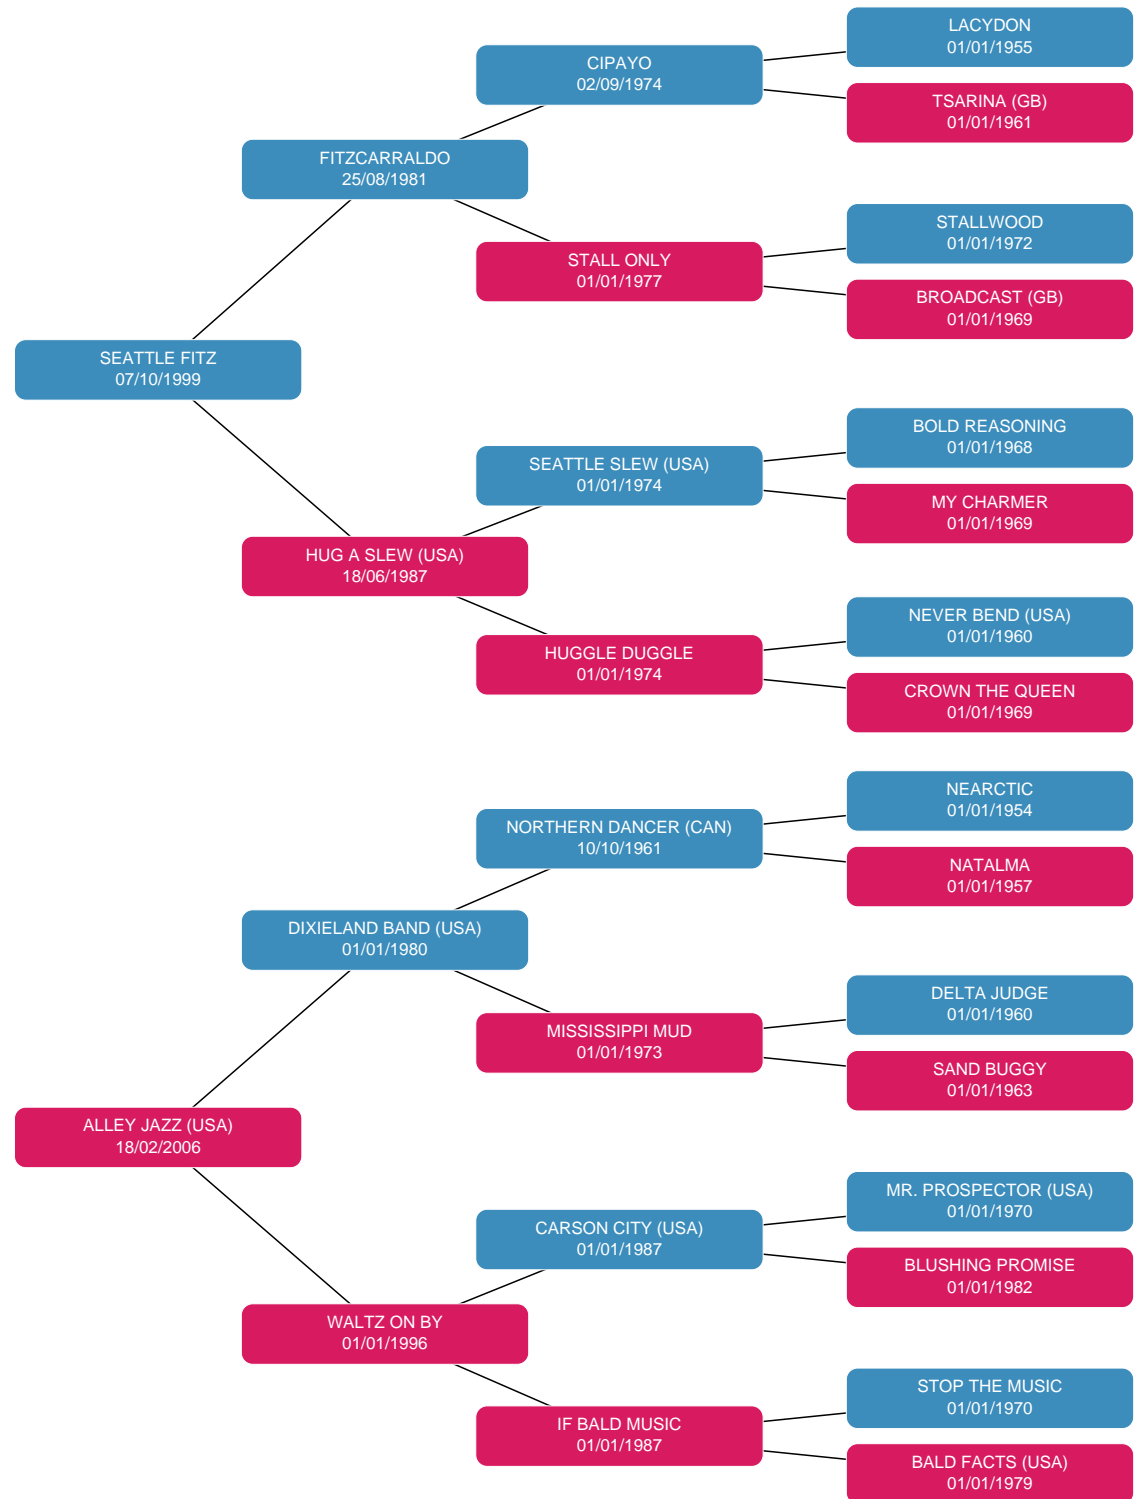 LACYDON
01/01/1955
CIPAYO
02/09/1974
TSARINA (GB)
01/01/1961
FITZCARRALDO
25/08/1981
STALLWOOD
01/01/1972
STALL ONLY
01/01/1977
BROADCAST (GB)
01/01/1969
SEATTLE FITZ
07/10/1999
BOLD REASONING
01/01/1968
SEATTLE SLEW (USA)
01/01/1974
MY CHARMER
01/01/1969
HUG A SLEW (USA)
18/06/1987
NEVER BEND (USA)
01/01/1960
HUGGLE DUGGLE
01/01/1974
CROWN THE QUEEN
01/01/1969
NEARCTIC
01/01/1954
NORTHERN DANCER (CAN)
10/10/1961
NATALMA
01/01/1957
DIXIELAND BAND (USA)
01/01/1980
DELTA JUDGE
01/01/1960
MISSISSIPPI MUD
01/01/1973
SAND BUGGY
01/01/1963
ALLEY JAZZ (USA)
18/02/2006
MR. PROSPECTOR (USA)
01/01/1970
CARSON CITY (USA)
01/01/1987
BLUSHING PROMISE
01/01/1982
WALTZ ON BY
01/01/1996
STOP THE MUSIC
01/01/1970
IF BALD MUSIC
01/01/1987
BALD FACTS (USA)
01/01/1979